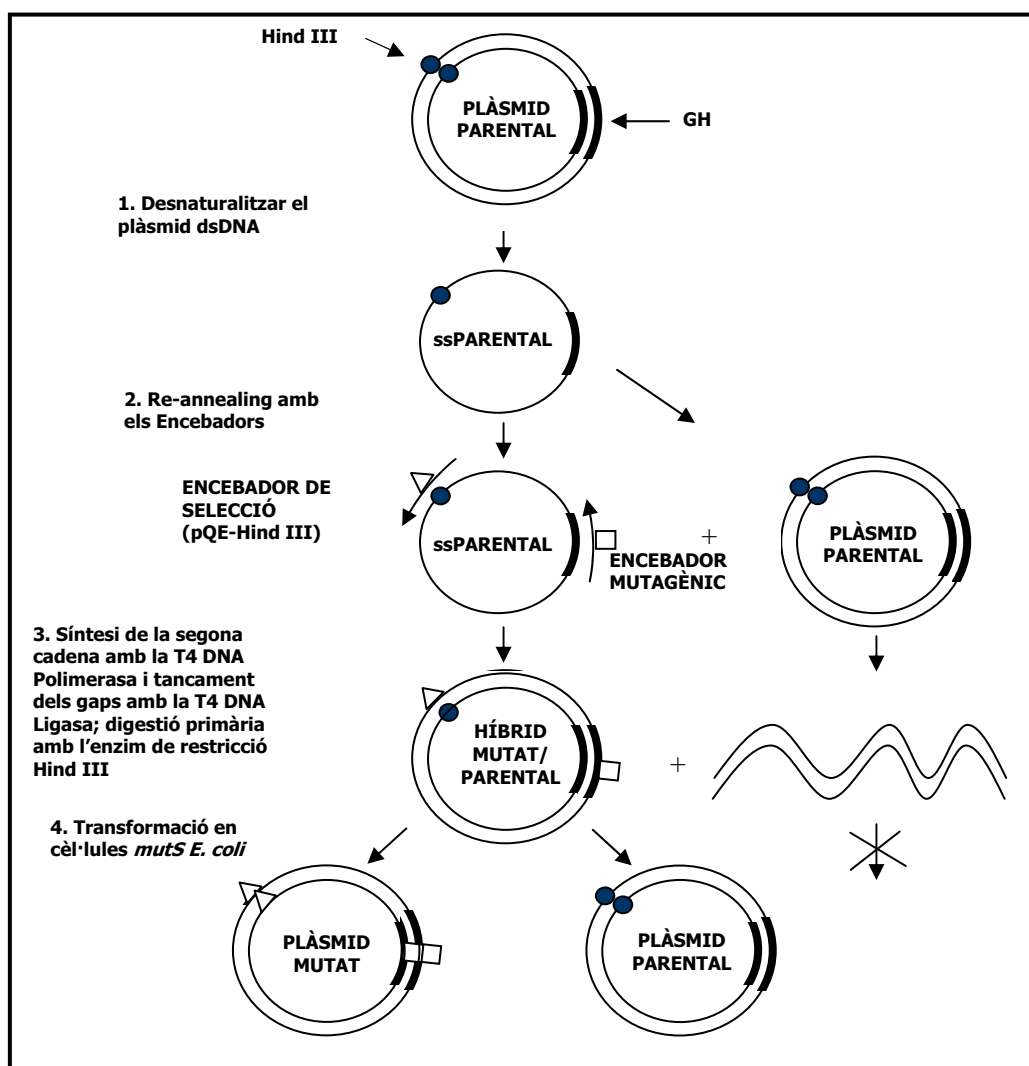 Hind III
PLÀSMID
PARENTAL
GH
1. Desnaturalitzar el
plàsmid dsDNA
ssPARENTAL
2. Re-annealing amb
els Encebadors
ENCEBADOR DE
SELECCIÓ
(pQE-Hind III)
ssPARENTAL
ENCEBADOR
MUTAGÈNIC
+
PLÀSMID
PARENTAL
3. Síntesi de la segona
cadena amb la T4 DNA
Polimerasa i tancament
dels gaps amb la T4 DNA
Ligasa; digestió primària
amb l'enzim de restricció
Hind III
HÍBRID
MUTAT/
PARENTAL
+
4. Transformació en
cèl·lules mutS E. coli
PLÀSMID
MUTAT
PLÀSMID
PARENTAL